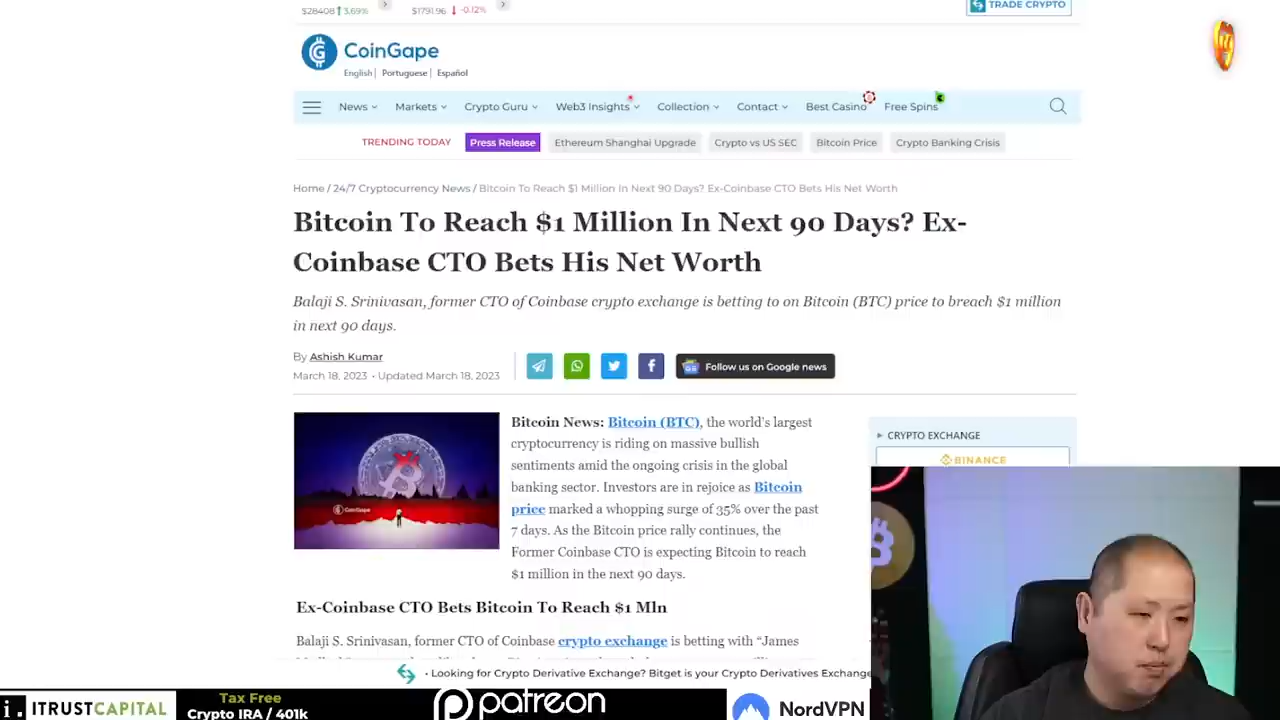 $28408 3.69%
$1791.96 -0.12%
TRADE CRYPTO
CoinGape
English| Portuguese| Español
News Markets Crypto Guru Web3 Insights Collection Contact Best Casino Free Spins
TRENDING TODAY Press Release Ethereum Shanghai Upgrade Crypto vs US SEC Bitcoin Price Crypto Banking Crisis
Home / 24/7 Cryptocurrency News / Bitcoin To Reach $1 Million In Next 90 Days? Ex-Coinbase CTO Bets His Net Worth
Bitcoin To Reach $1 Million In Next 90 Days? Ex-
Coinbase CTO Bets His Net Worth
Balaji S. Srinivasan, former CTO of Coinbase crypto exchange is betting to on Bitcoin (BTC) price to breach $1 million
in next 90 days.
By Ashish Kumar
March 18, 2023 • Updated March 18, 2023
Follow us on Google news
Bitcoin News: Bitcoin (BTC), the world's largest
cryptocurrency is riding on massive bullish
sentiments amid the ongoing crisis in the global
banking sector. Investors are in rejoice as Bitcoin
price marked a whopping surge of 35% over the past
7 days. As the Bitcoin price rally continues, the
Former Coinbase CTO is expecting Bitcoin to reach
$1 million in the next 90 days.
CoinGape
CRYPTO EXCHANGE
BINANCE
Ex-Coinbase CTO Bets Bitcoin To Reach $1 Mln
Balaji S. Srinivasan, former CTO of Coinbase crypto exchange is betting with “James
• Looking for Crypto Derivative Exchange? Bitget is your Crypto Derivatives Exchange
i. ITRUSTCAPITAL
Tax Free
Crypto IRA / 401k
patreon
NordVPN